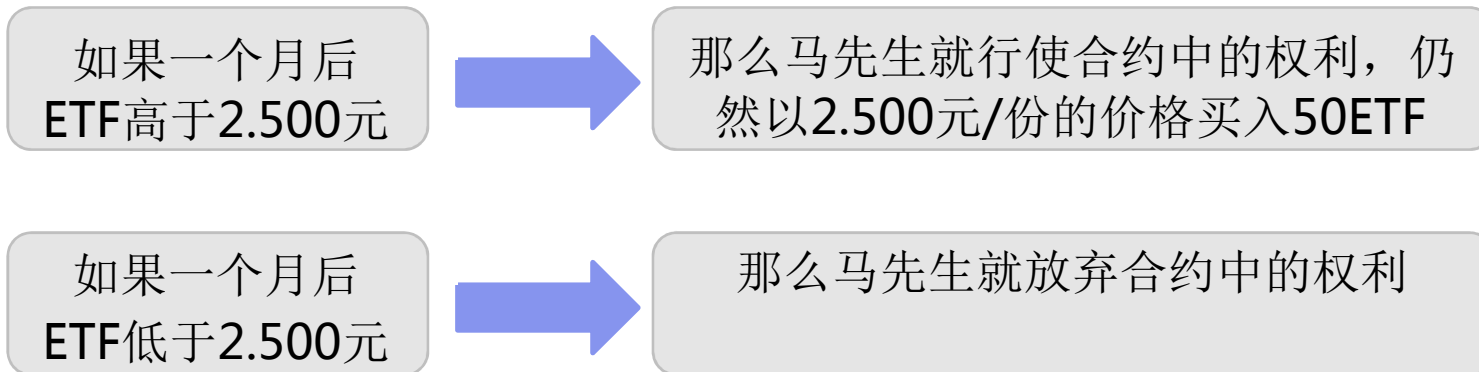 如果一个月后
ETF高于2.500元
那么马先生就行使合约中的权利，仍
然以2.500元/份的价格买入50ETF
如果一个月后
ETF低于2.500元
那么马先生就放弃合约中的权利